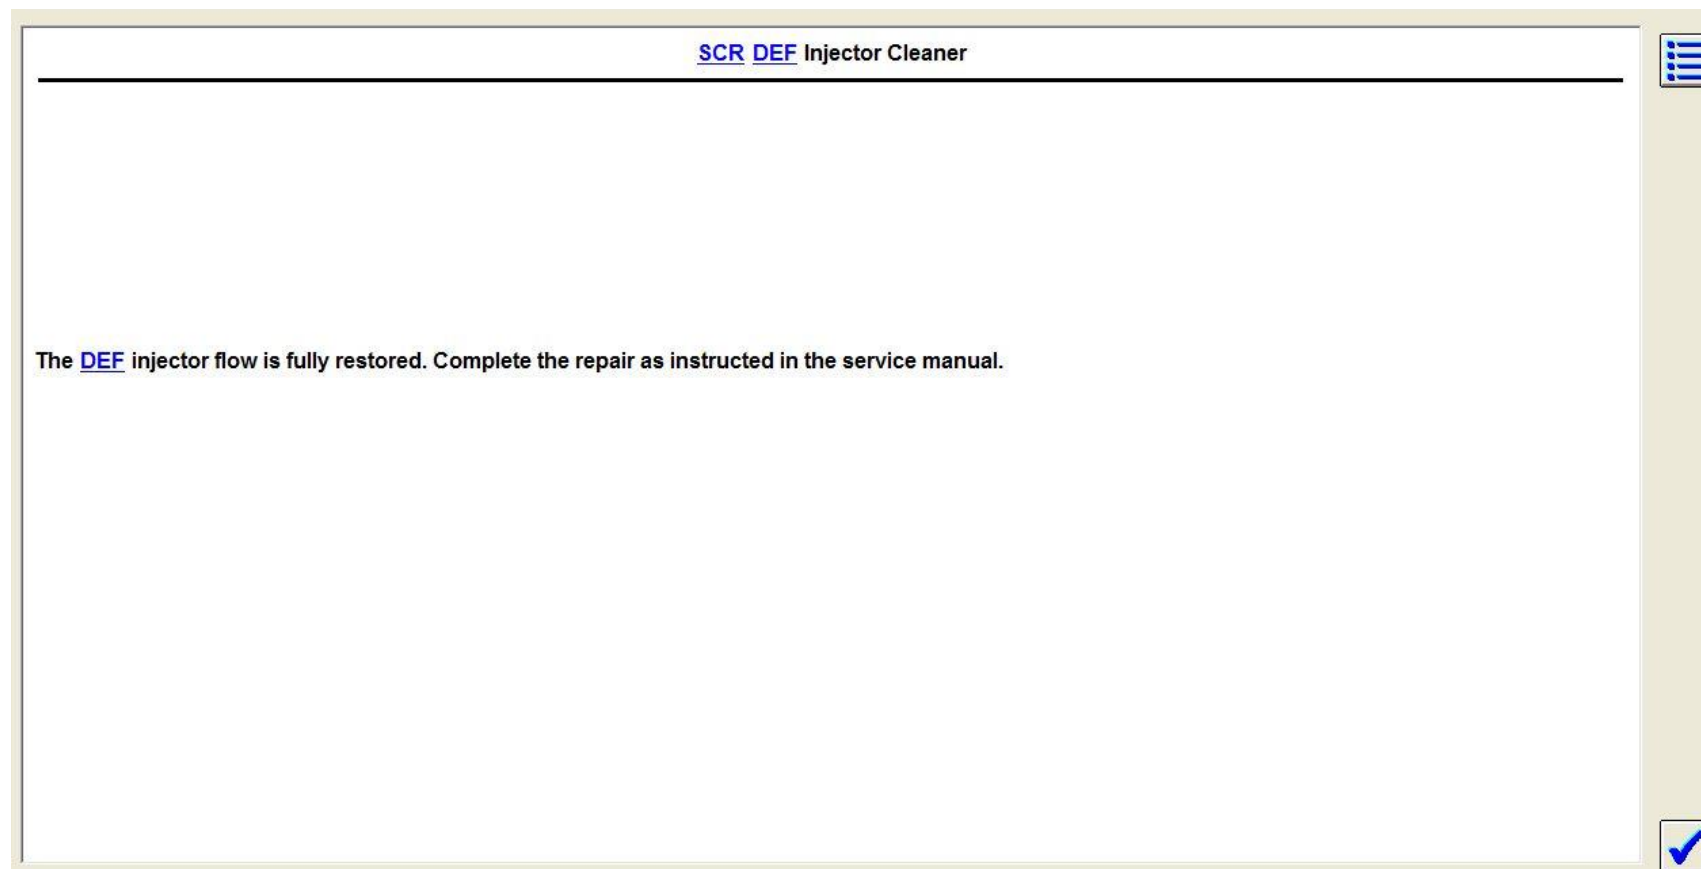 SCR DEF Injector Cleaner
The DEF injector flow is fully restored. Complete the repair as instructed in the service manual.